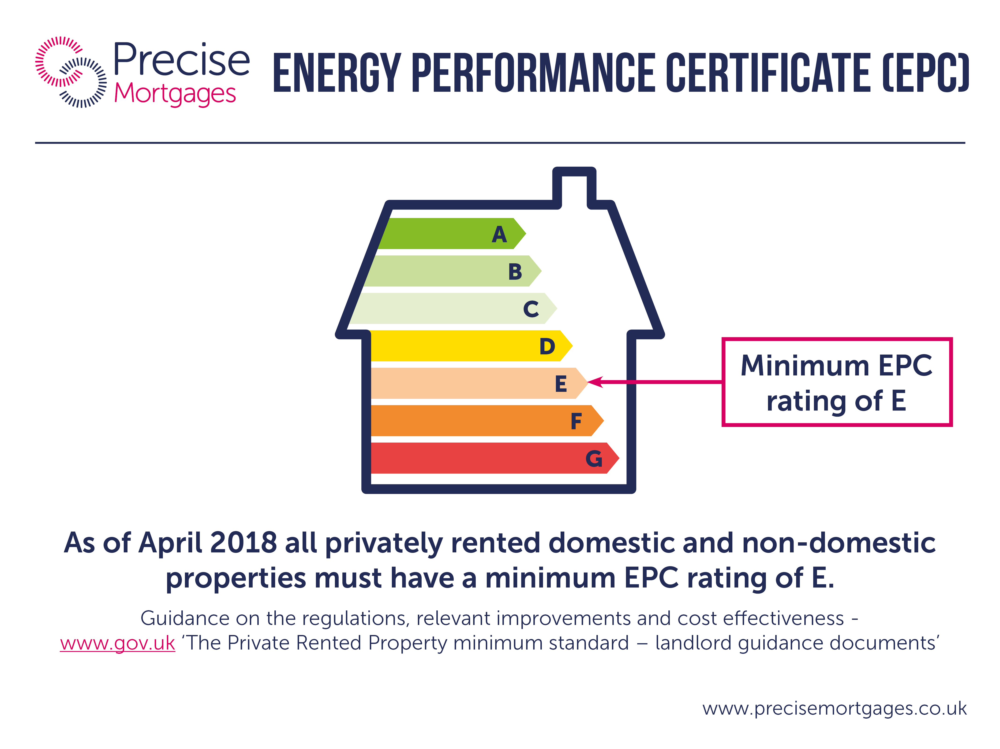 Precise
Mortgages
ENERGY PERFORMANCE CERTIFICATE (EPC)
A
B
C
D
E
F
G
Minimum EPC
rating of E
As of April 2018 all privately rented domestic and non-domestic
properties must have a minimum EPC rating of E.
Guidance on the regulations, relevant improvements and cost effectiveness -
www.gov.uk ‘The Private Rented Property minimum standard – landlord guidance documents’
www.precisemortgages.co.uk